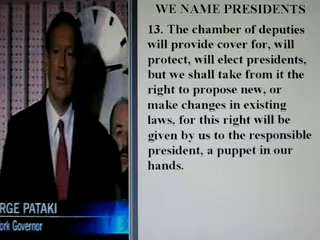 WE NAME PRESIDENTS
13. The chamber of deputies
will provide cover for, will
protect, will elect presidents,
but we shall take from it the
right to propose new, or
make changes in existing
laws, for this right will be
given by us to the responsible
president, a puppet in our
hands.
RGE PATAKI
ork Governor